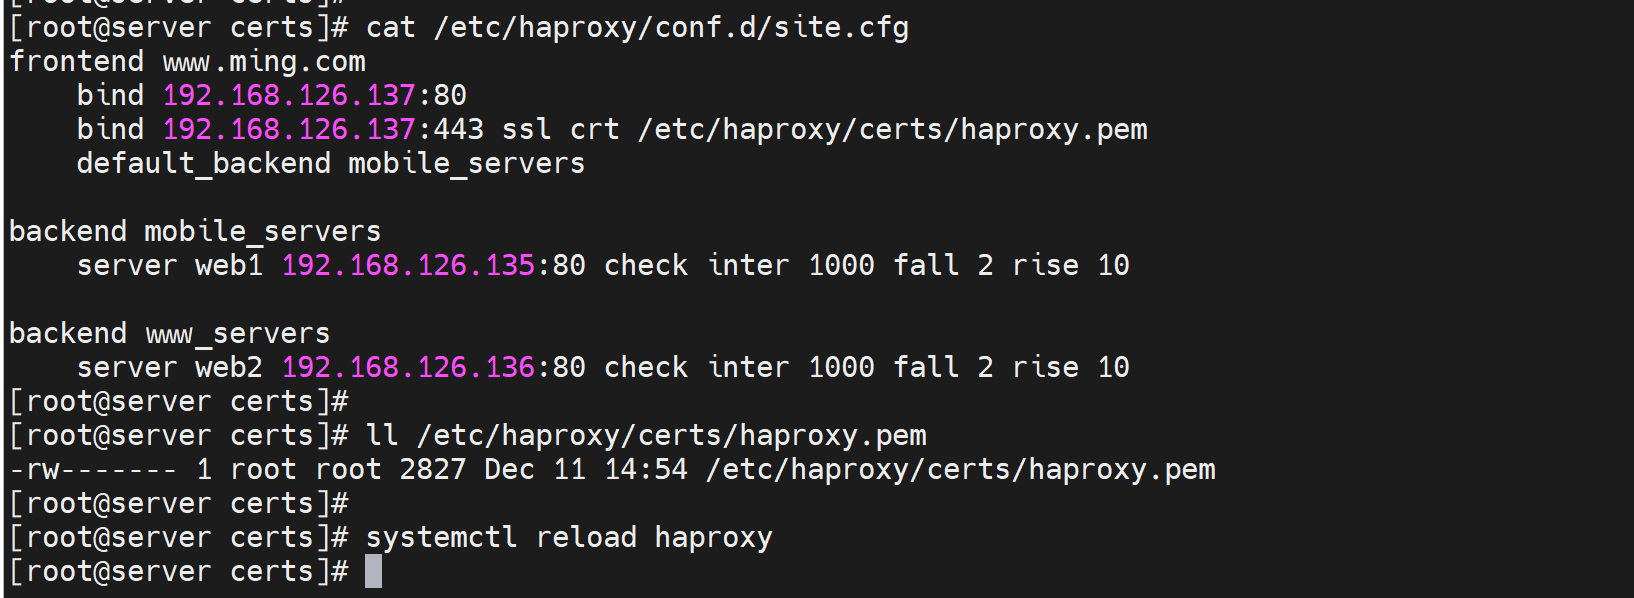 [root@server certs]#
[root@server certs]# cat /etc/haproxy/conf.d/site.cfg
frontend www.ming.com
    bind 192.168.126.137:80
    bind 192.168.126.137:443 ssl crt /etc/haproxy/certs/haproxy.pem
    default_backend mobile_servers

backend mobile_servers
    server web1 192.168.126.135:80 check inter 1000 fall 2 rise 10

backend www_servers
    server web2 192.168.126.136:80 check inter 1000 fall 2 rise 10
[root@server certs]#
[root@server certs]# ll /etc/haproxy/certs/haproxy.pem
-rw------- 1 root root 2827 Dec 11 14:54 /etc/haproxy/certs/haproxy.pem
[root@server certs]#
[root@server certs]# systemctl reload haproxy
[root@server certs]#